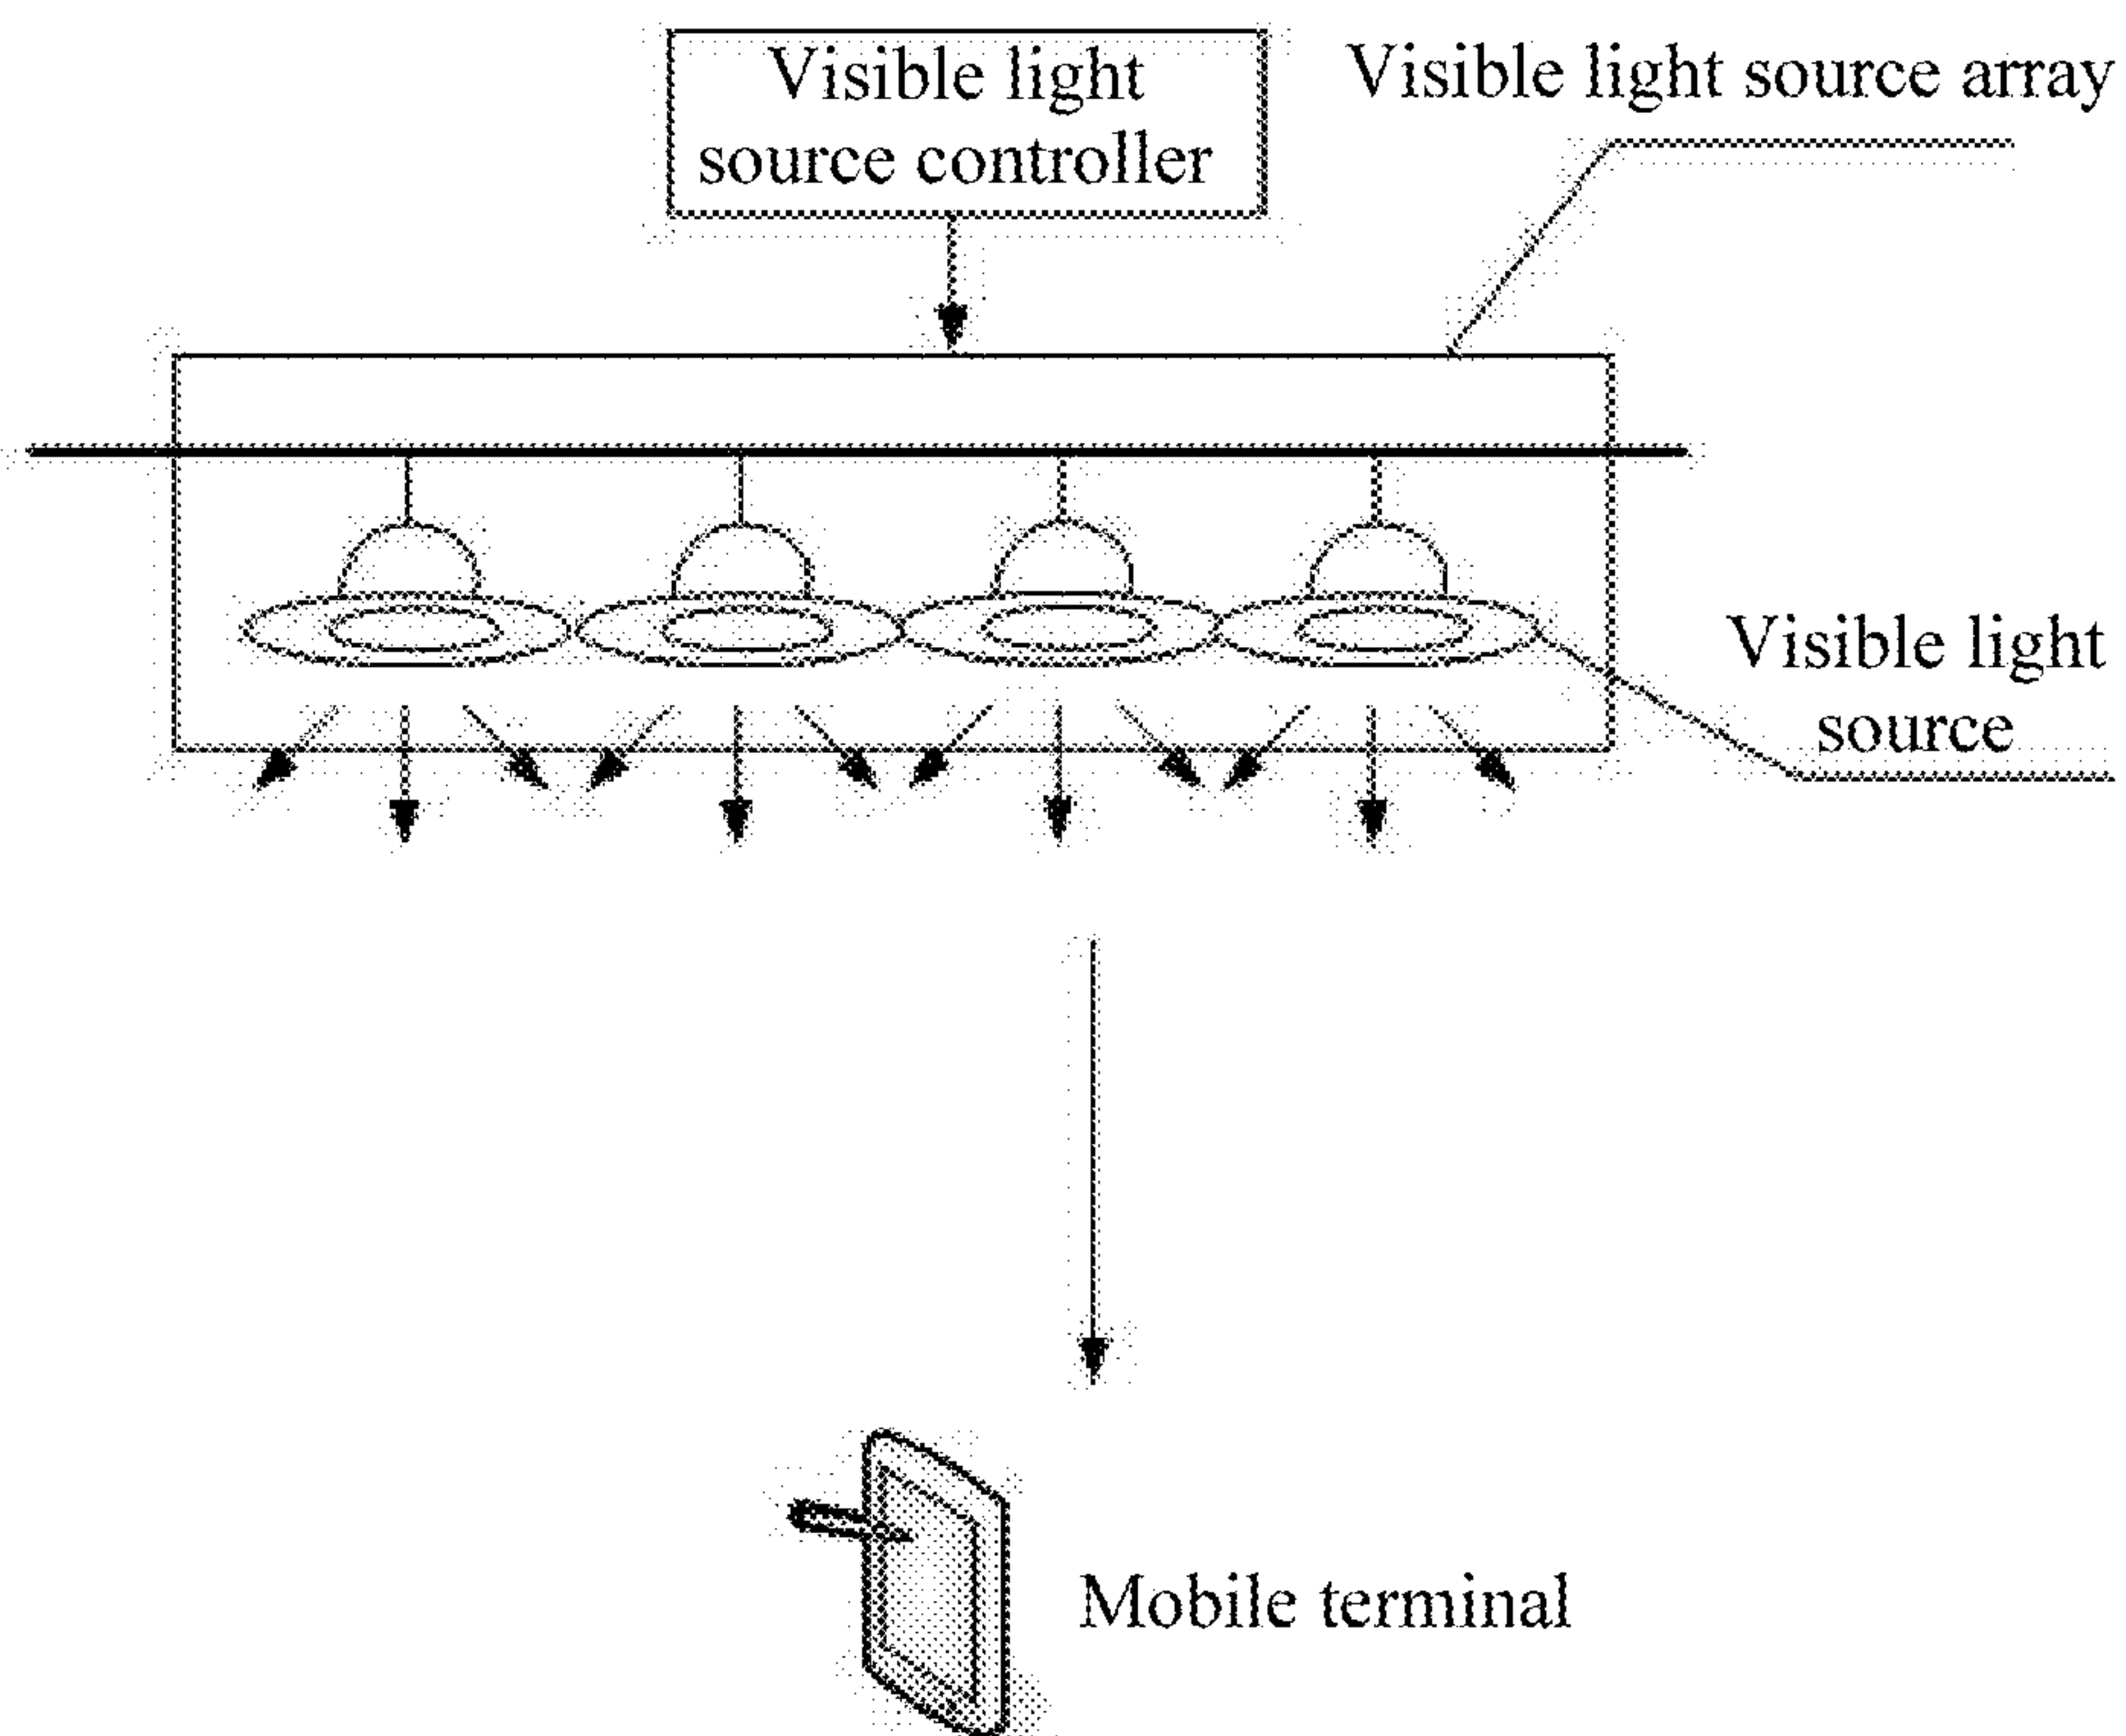 Visible light
source controller
Visible light source array
Visible light
source
Mobile terminal